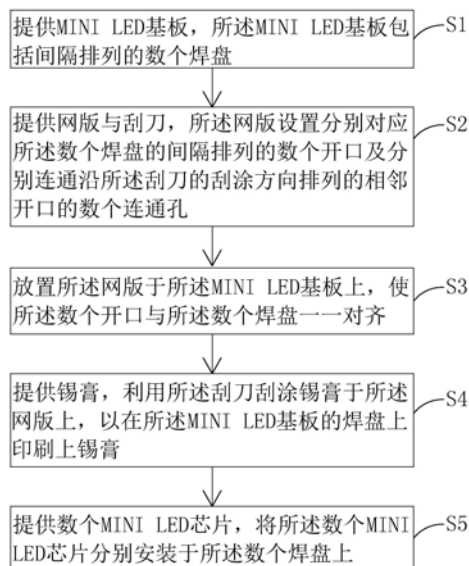 提供MINI LED基板，所述MINI LED基板包
括间隔排列的数个焊盘
S1
提供网版与刮刀，所述网版设置分别对应
所述数个焊盘的间隔排列的数个开口及分
别连通沿所述刮刀的刮涂方向排列的相邻
开口的数个连通孔
S2
放置所述网版于所述MINI LED基板上，使
所述数个开口与所述数个焊盘一一对齐
S3
提供锡膏，利用所述刮刀刮涂锡膏于所述
网版上，以在所述MINI LED基板的焊盘上
印刷上锡膏
S4
提供数个MINI LED芯片，将所述数个MINI
LED芯片分别安装于所述数个焊盘上
S5